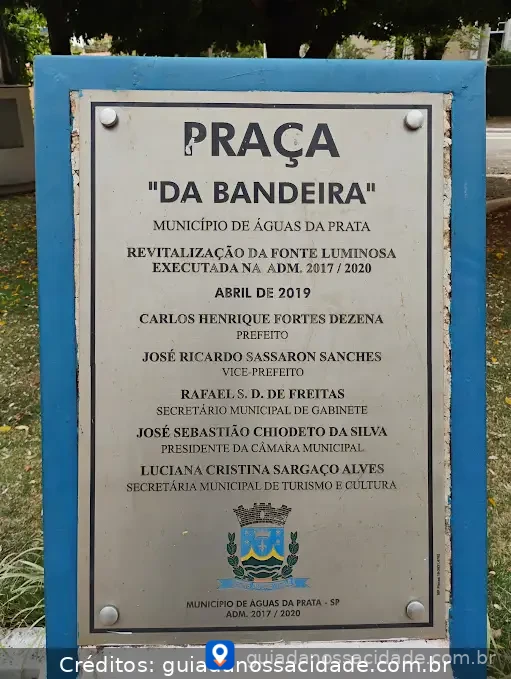 PRAÇA
"DA BANDEIRA"
MUNICÍPIO DE ÁGUAS DA PRATA
REVITALIZAÇÃO DA FONTE LUMINOSA
EXECUTADA NA ADM. 2017 / 2020
ABRIL DE 2019
CARLOS HENRIQUE FORTES DEZENA
PREFEITO
JOSÉ RICARDO SASSARON SANCHES
VICE-PREFEITO
RAFAEL S. D. DE FREITAS
SECRETÁRIO MUNICIPAL DE GABINETE
JOSÉ SEBASTIÃO CHIODETO DA SILVA
PRESIDENTE DA CÂMARA MUNICIPAL
LUCIANA CRISTINA SARGAÇO ALVES
SECRETÁRIA MUNICIPAL DE TURISMO E CULTURA
MUNICÍPIO DE ÁGUAS DA PRATA - SP
ADM. 2017 / 2020
guiadanossacidade.com.br
Créditos: guiadanossacidade.com.br